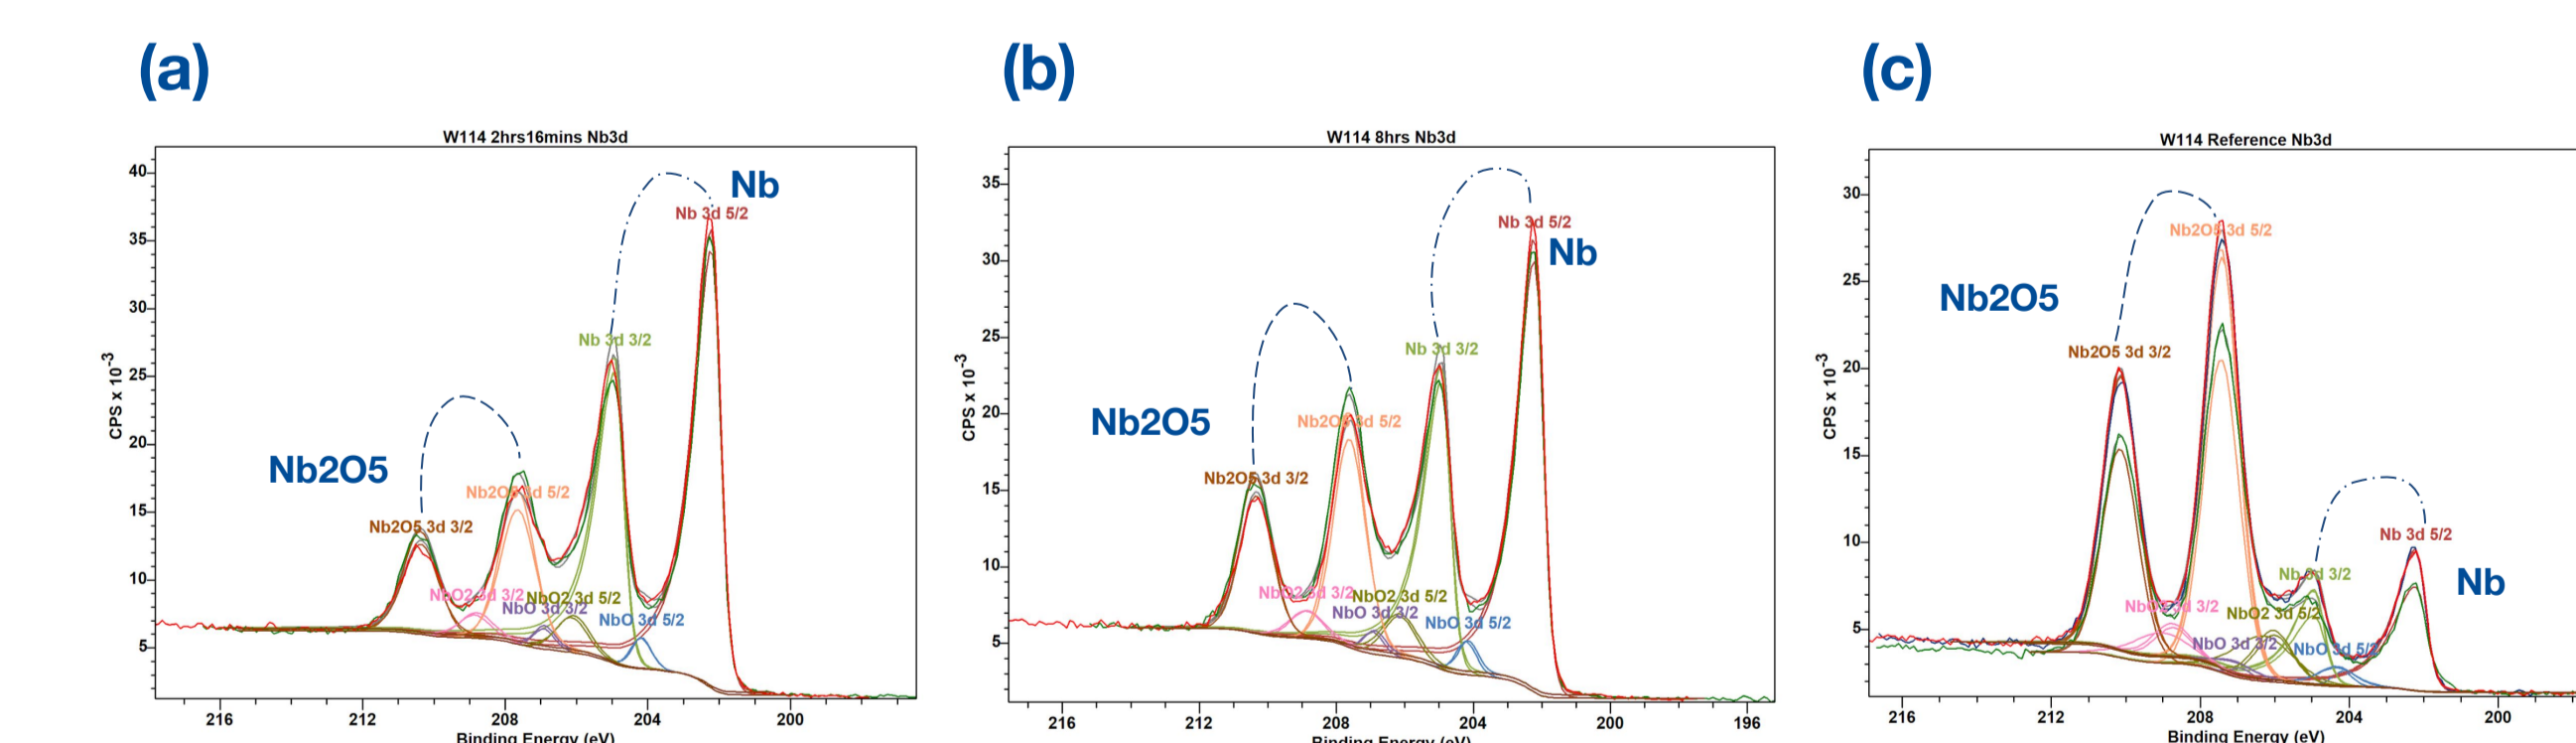 (a)
W114 2hrs16mins Nb3d
Nb
Nb 3d 5/2
Nb 3d 3/2
Nb2O5
Nb2O5 3d 5/2
Nb2O5 3d 3/2
NbO2 3d 3/2
NbO2 3d 5/2
NbO 3d 3/2
NbO 3d 5/2
CPS x 10-3
40
35
30
25
20
15
10
5
216 212 208 204 200
Binding Energy (eV)
(b)
W114 8hrs Nb3d
Nb 3d 5/2
Nb
Nb 3d 3/2
Nb2O5
Nb2O5 3d 5/2
Nb2O5 3d 3/2
NbO2 3d 3/2
NbO2 3d 5/2
NbO 3d 3/2
NbO 3d 5/2
CPS x 10-3
35
30
25
20
15
10
5
216 212 208 204 200 196
Binding Energy (eV)
(c)
W114 Reference Nb3d
Nb2O5 3d 5/2
Nb2O5
Nb2O5 3d 3/2
Nb 3d 5/2
Nb 3d 3/2
Nb
NbO2 3d 3/2
NbO2 3d 5/2
NbO 3d 3/2
NbO 3d 5/2
CPS x 10-3
30
25
20
15
10
5
216 212 208 204 200
Binding Energy (eV)